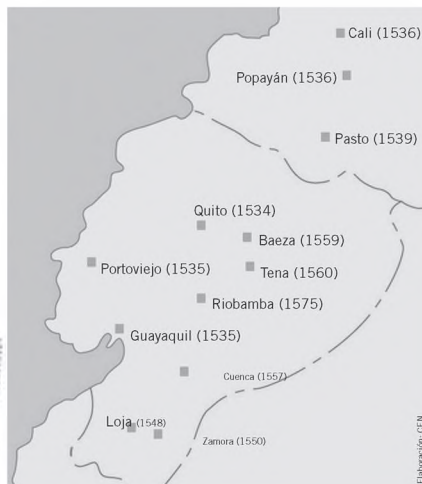 Cali (1536)
Popayán (1536)
Pasto (1539)
Quito (1534)
Baeza (1559)
Portoviejo (1535)
Tena (1560)
Riobamba (1575)
Guayaquil (1535)
Cuenca (1557)
Loja (1548)
Zamora (1550)
Elaboración: CEN